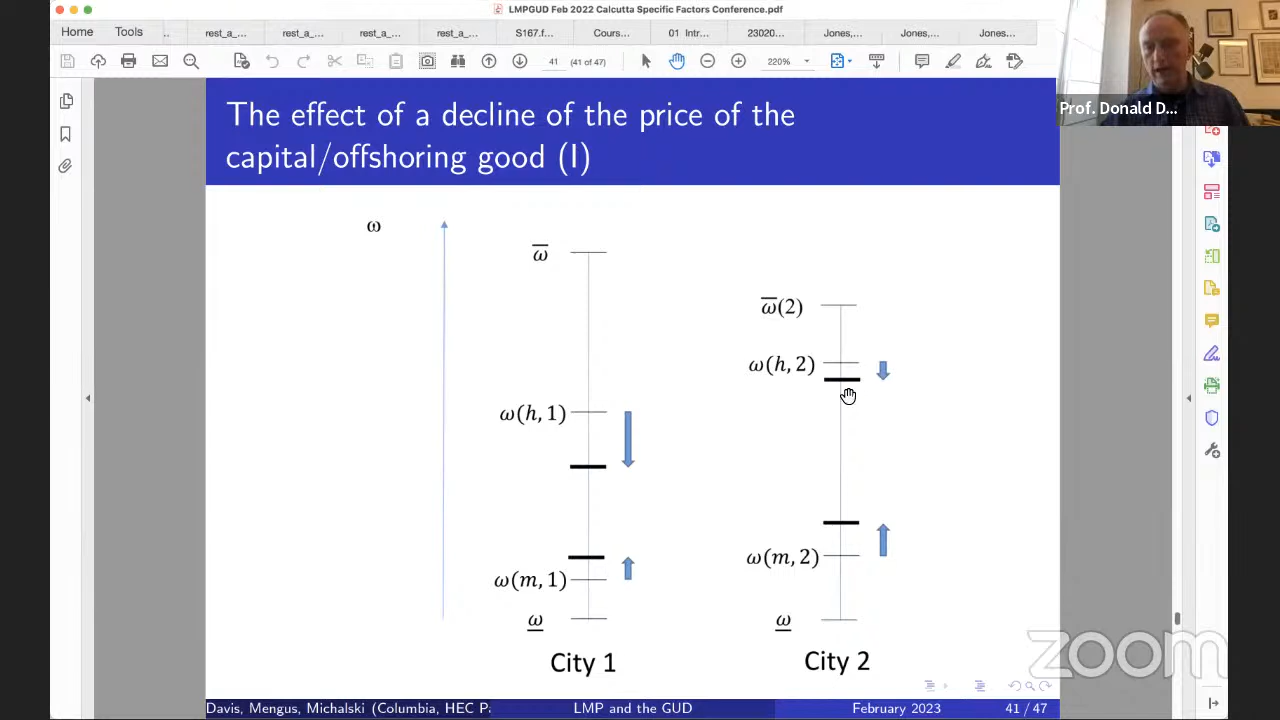 LMPGUD Feb 2022 Calcutta Specific Factors Conference.pdf
Home Tools .. rest_a_... rest_a_... rest_a_... rest_a_... S167.f... Cours... 01 Intr... 23020... Jones,... Jones,... Jones...
41 (41 of 47) 220%
Prof. Donald D...
The effect of a decline of the price of the
capital/offshoring good (I)
ω
ω̅
ω̅(2)
ω(h, 2)
ω(h, 1)
ω(m, 2)
ω(m, 1)
ω̲ ω̲
City 1 City 2
zoom
Davis, Mengus, Michalski (Columbia, HEC P. LMP and the GUD February 2023 41 / 47